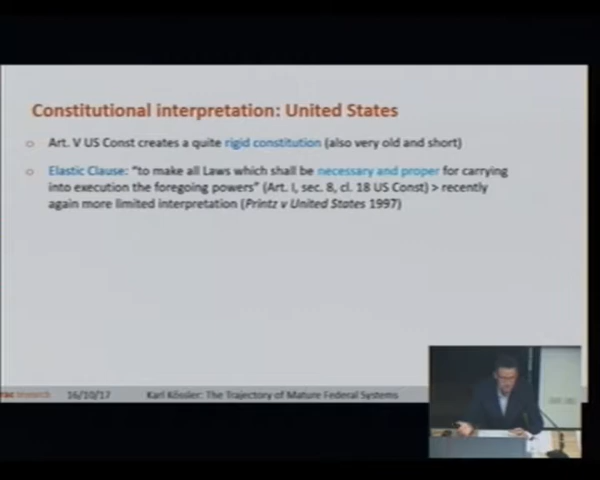 Constitutional interpretation: United States
o Art. V US Const creates a quite rigid constitution (also very old and short)
o Elastic Clause: "to make all Laws which shall be necessary and proper for carrying
into execution the foregoing powers" (Art. I, sec. 8, cl. 18 US Const) > recently
again more limited interpretation (Printz v United States 1997)
research 16/10/17 Karl Kössler: The Trajectory of Mature Federal Systems